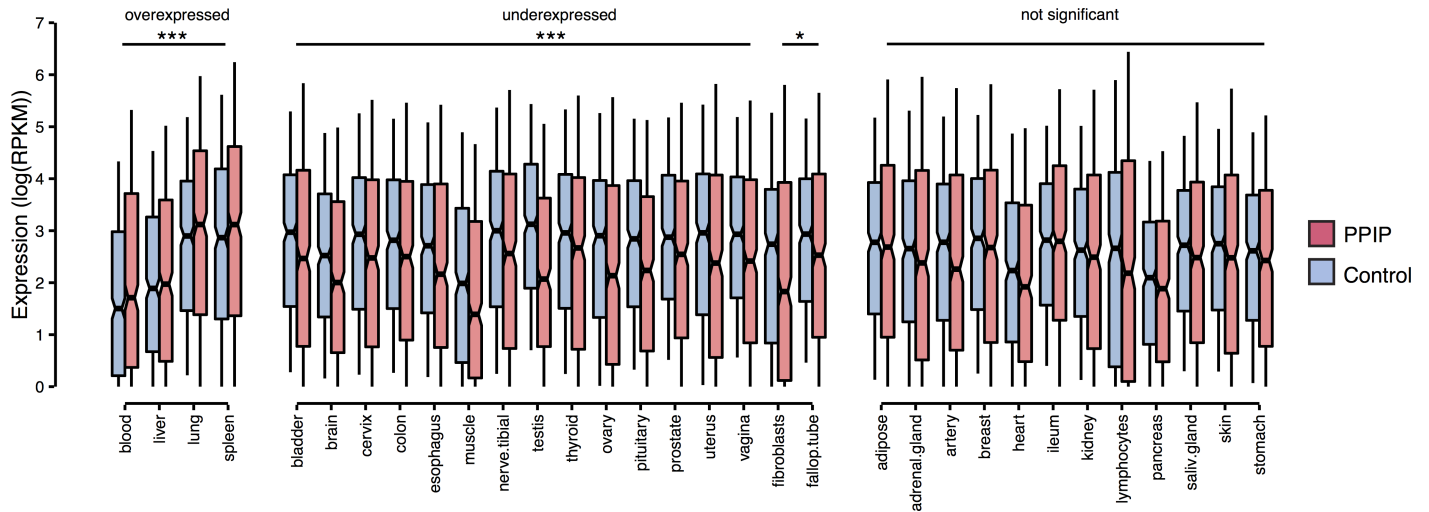 overexpressed
underexpressed
not significant
***
***
*
Expression (log(RPKM))
7
6
5
4
3
2
1
0
PPIP
Control
blood
liver
lung
spleen
bladder
brain
cervix
colon
esophagus
muscle
nerve.tibial
testis
thyroid
ovary
pituitary
prostate
uterus
vagina
fibroblasts
fallop.tube
adipose
adrenal.gland
artery
breast
heart
ileum
kidney
lymphocytes
pancreas
saliv.gland
skin
stomach